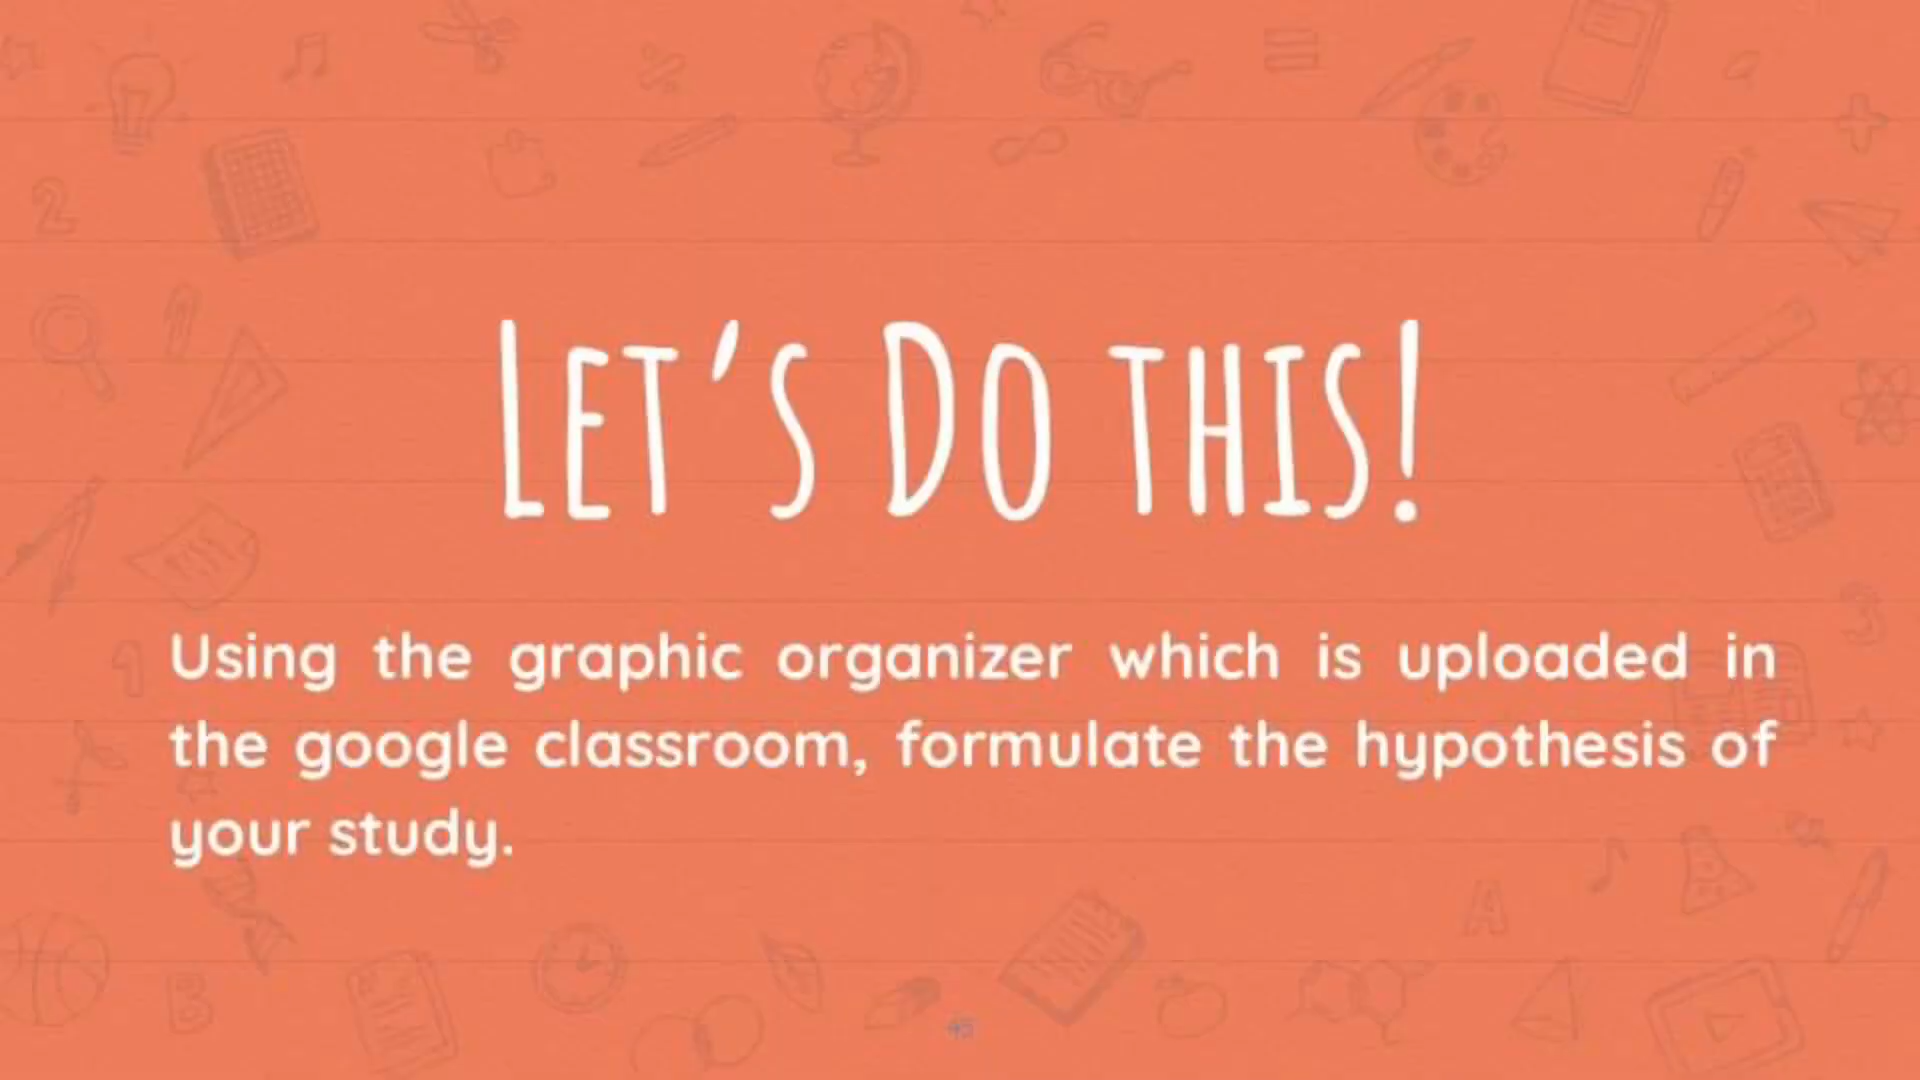 LET'S DO THIS!
Using the graphic organizer which is uploaded in
the google classroom, formulate the hypothesis of
your study.